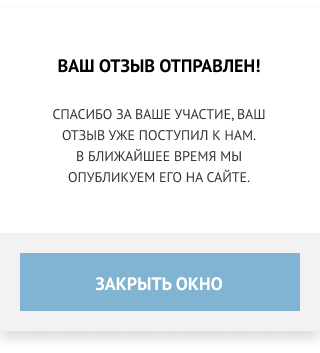 ВАШ ОТЗЫВ ОТПРАВЛЕН!
СПАСИБО ЗА ВАШЕ УЧАСТИЕ, ВАШ
ОТЗЫВ УЖЕ ПОСТУПИЛ К НАМ.
В БЛИЖАЙШЕЕ ВРЕМЯ МЫ
ОПУБЛИКУЕМ ЕГО НА САЙТЕ.
ЗАКРЫТЬ ОКНО